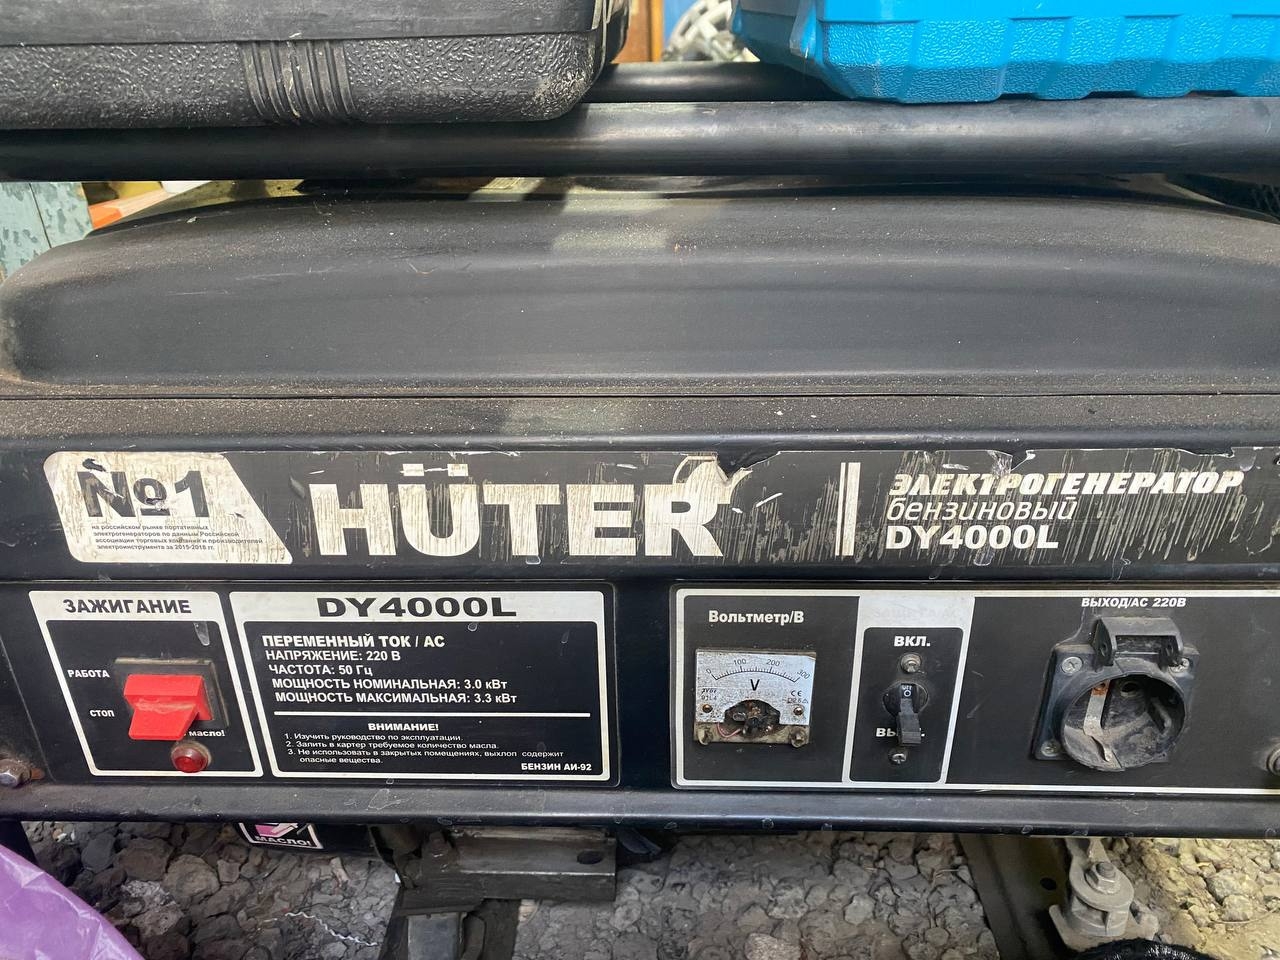 №1
на российском рынке портативных
электрогенераторов по данным Российской
ассоциации торговых компаний и производителей
электроинструмента за 2015-2018 гг.
HÜTER
ЭЛЕКТРОГЕНЕРАТОР
бензиновый
DY4000L
ЗАЖИГАНИЕ
РАБОТА
СТОП
масло!
DY4000L
ПЕРЕМЕННЫЙ ТОК / AC
НАПРЯЖЕНИЕ: 220 В
ЧАСТОТА: 50 Гц
МОЩНОСТЬ НОМИНАЛЬНАЯ: 3.0 кВт
МОЩНОСТЬ МАКСИМАЛЬНАЯ: 3.3 кВт
ВНИМАНИЕ!
1. Изучить руководство по эксплуатации.
2. Залить в картер требуемое количество масла.
3. Не использовать в закрытых помещениях, выхлоп содержит
опасные вещества.
БЕНЗИН АИ-92
Вольтметр/В
0 100 200 300
V
ВКЛ.
ВЫХОД/AC 220В
МАСЛО!